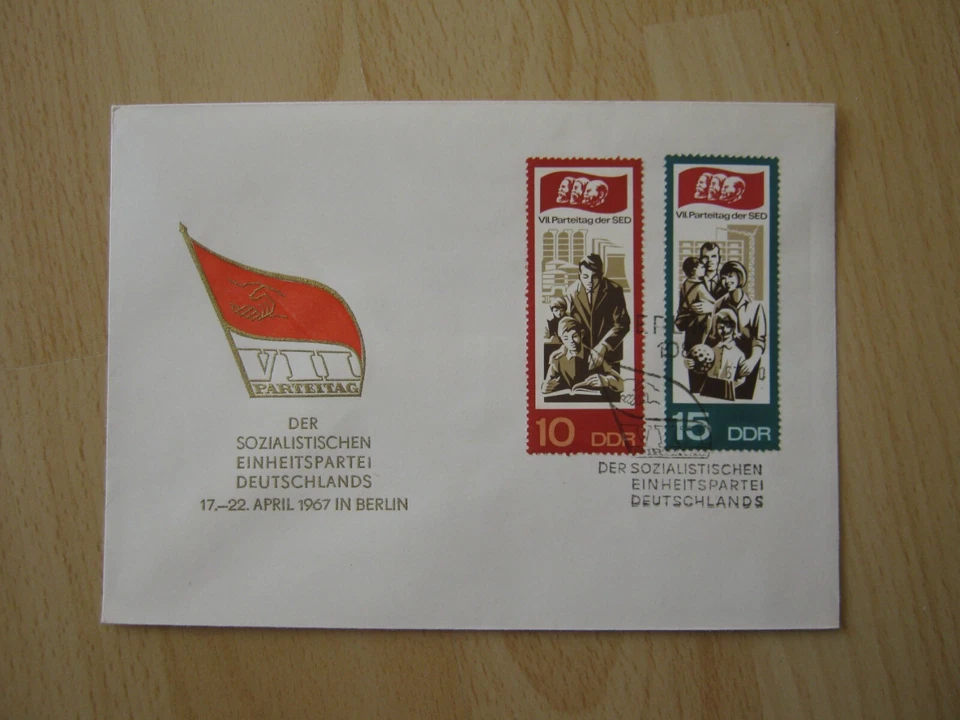 VII
PARTEITAG
DER
SOZIALISTISCHEN
EINHEITSPARTEI
DEUTSCHLANDS
17.–22. APRIL 1967 IN BERLIN
VII. Parteitag der SED
10 DDR
VII. Parteitag der SED
15 DDR
VII
DER SOZIALISTISCHEN
EINHEITSPARTEI
DEUTSCHLANDS